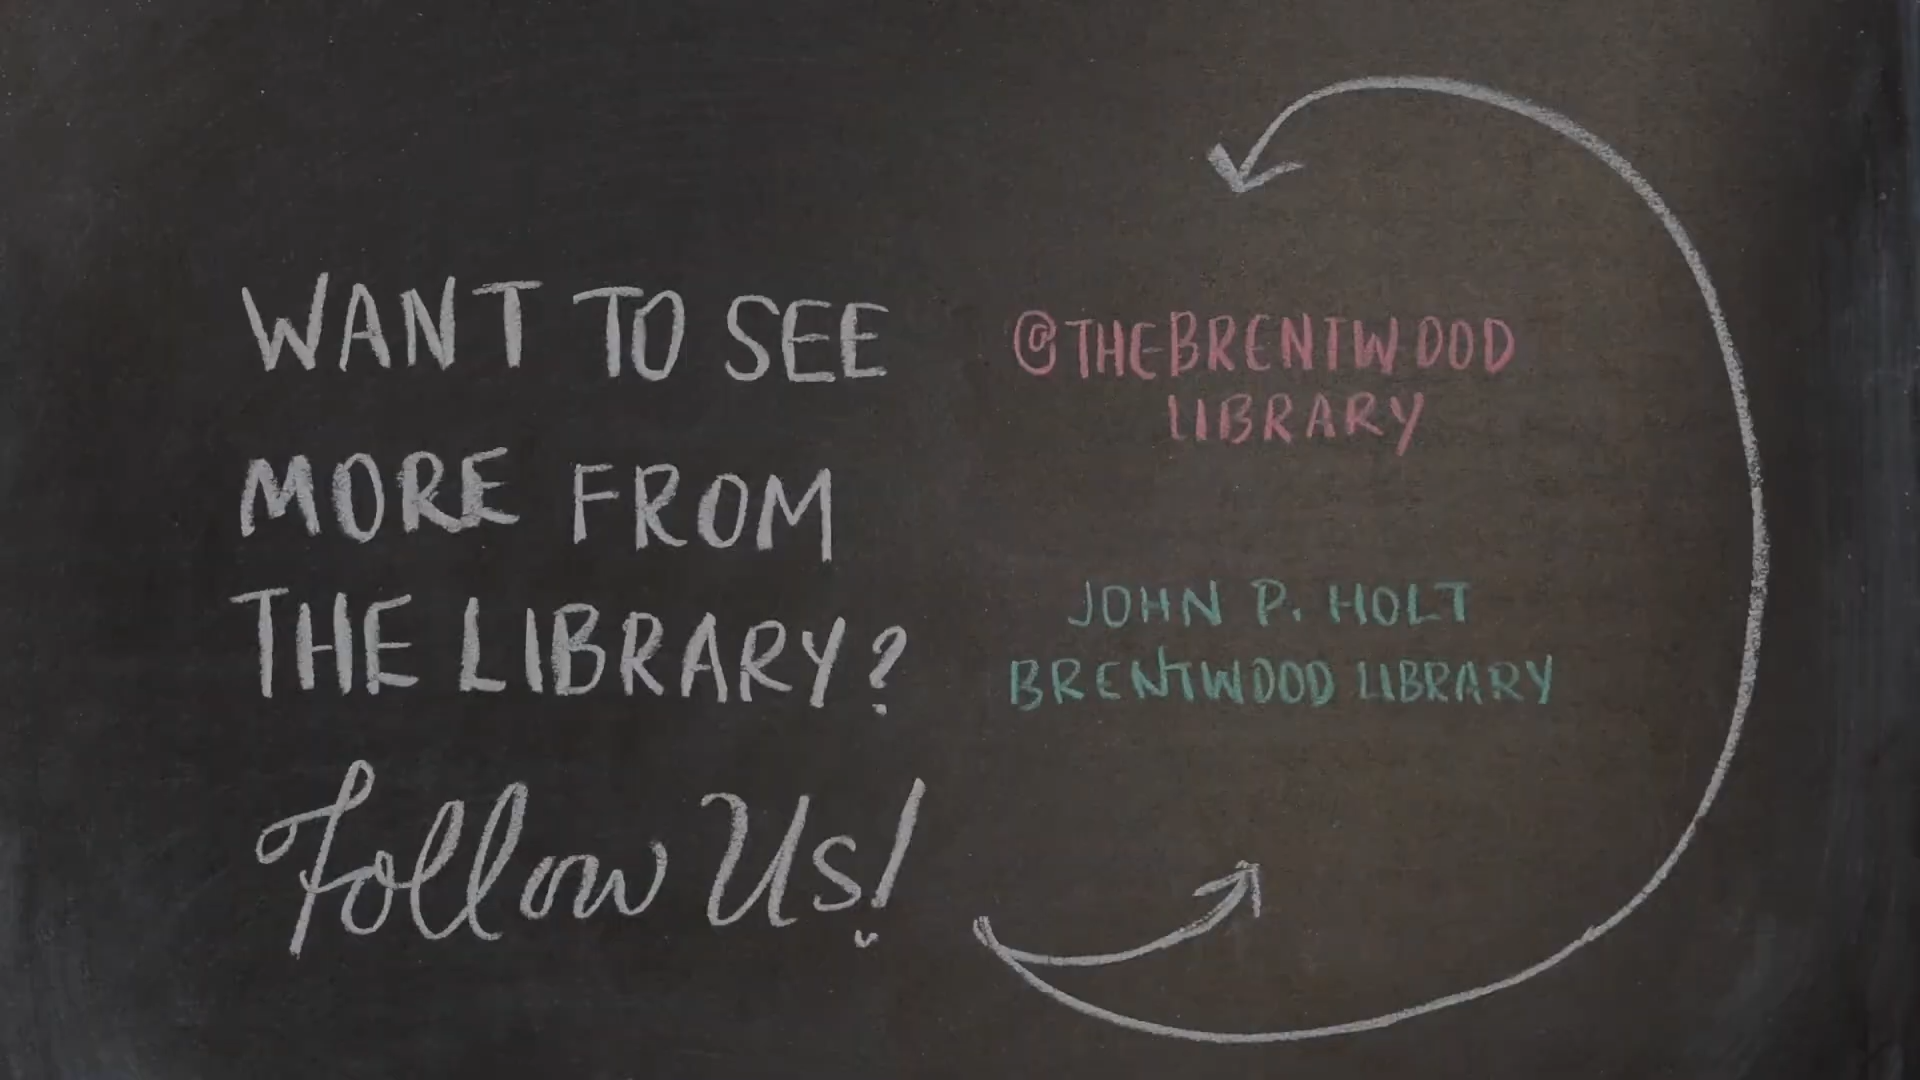 WANT TO SEE
MORE FROM
THE LIBRARY?
Follow Us!
@THEBRENTWOOD
LIBRARY
JOHN P. HOLT
BRENTWOOD LIBRARY